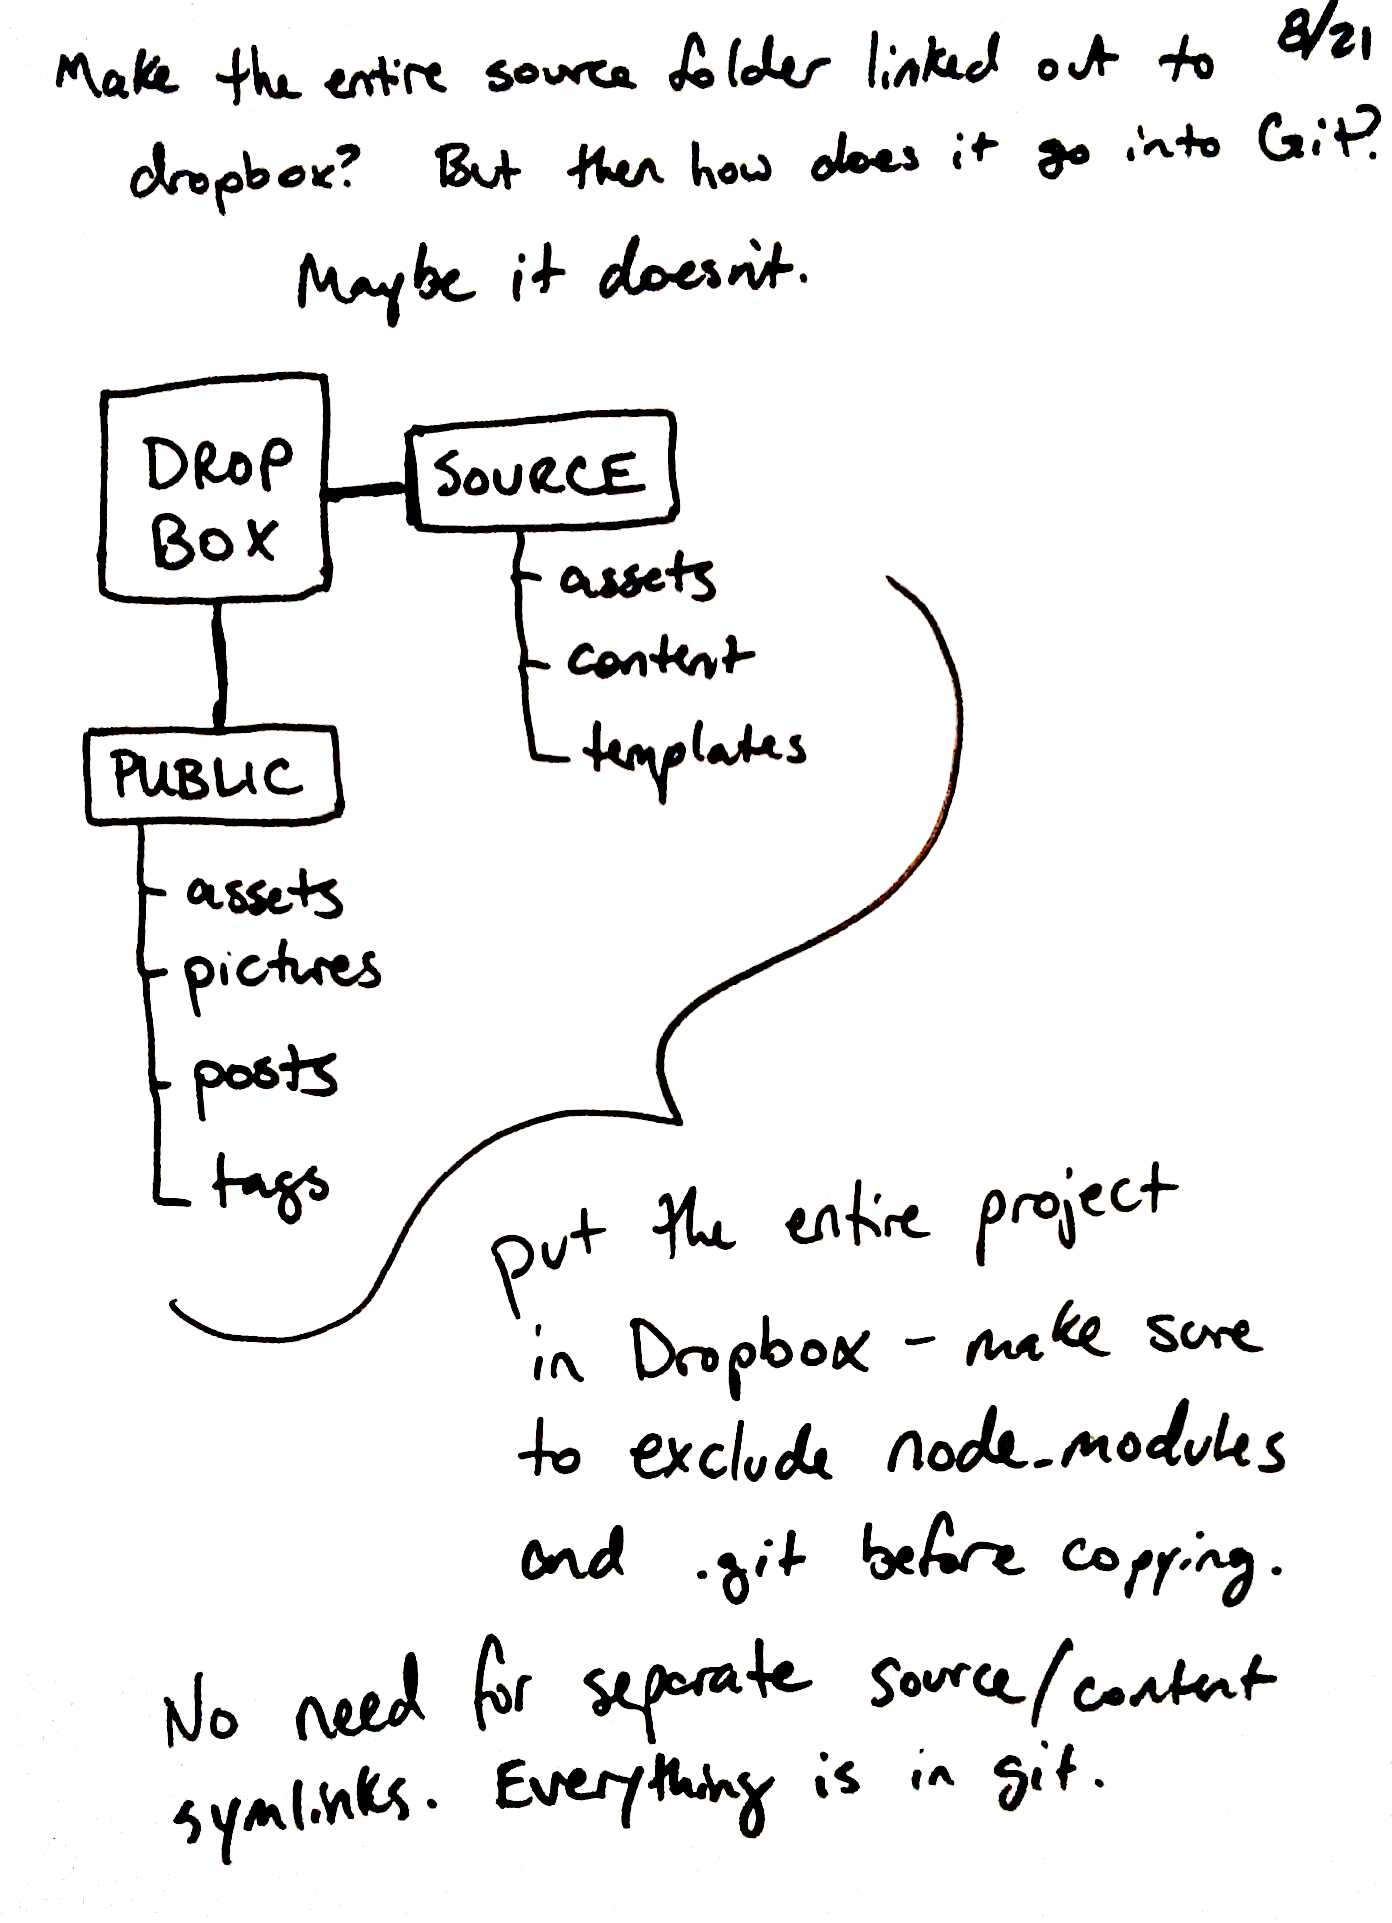 8/21
Make the entire source folder linked out to
dropbox? But then how does it go into Git?
Maybe it doesn't.
DROP
BOX
SOURCE
assets
content
templates
PUBLIC
assets
pictures
posts
tags
put the entire project
in Dropbox - make sure
to exclude node_modules
and .git before copying.
No need for separate source/content
symlinks. Everything is in git.